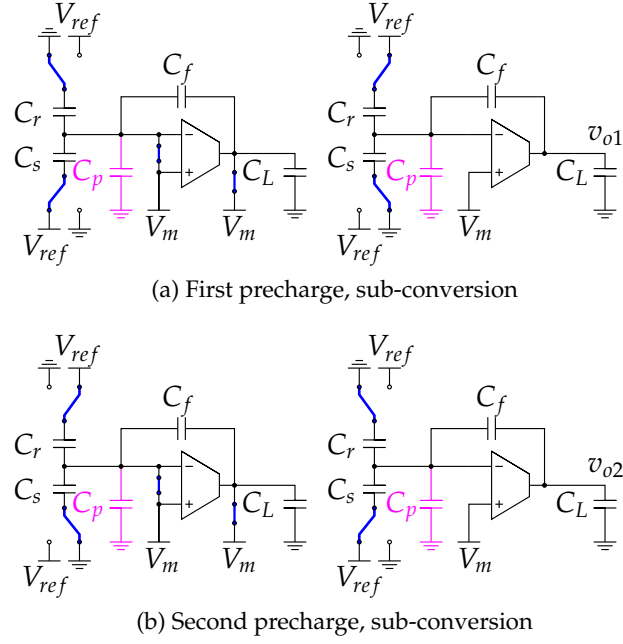 V_ref V_ref
C_f C_f
C_r C_r
− −
v_o1
C_s C_p + C_L C_s C_p + C_L
V_m V_m V_m
V_ref V_ref
(a) First precharge, sub-conversion
V_ref V_ref
C_f C_f
C_r C_r
− −
v_o2
C_s C_p + C_L C_s C_p + C_L
V_m V_m V_m
V_ref V_ref
(b) Second precharge, sub-conversion